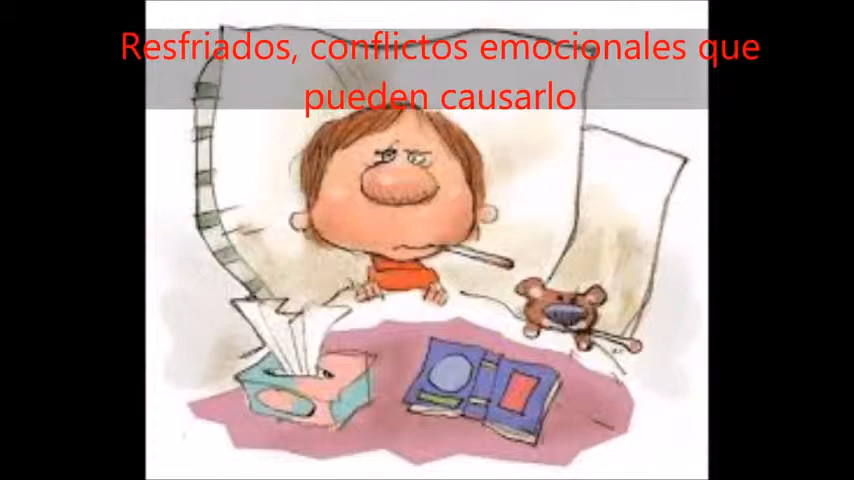 Resfriados, conflictos emocionales que
pueden causarlo